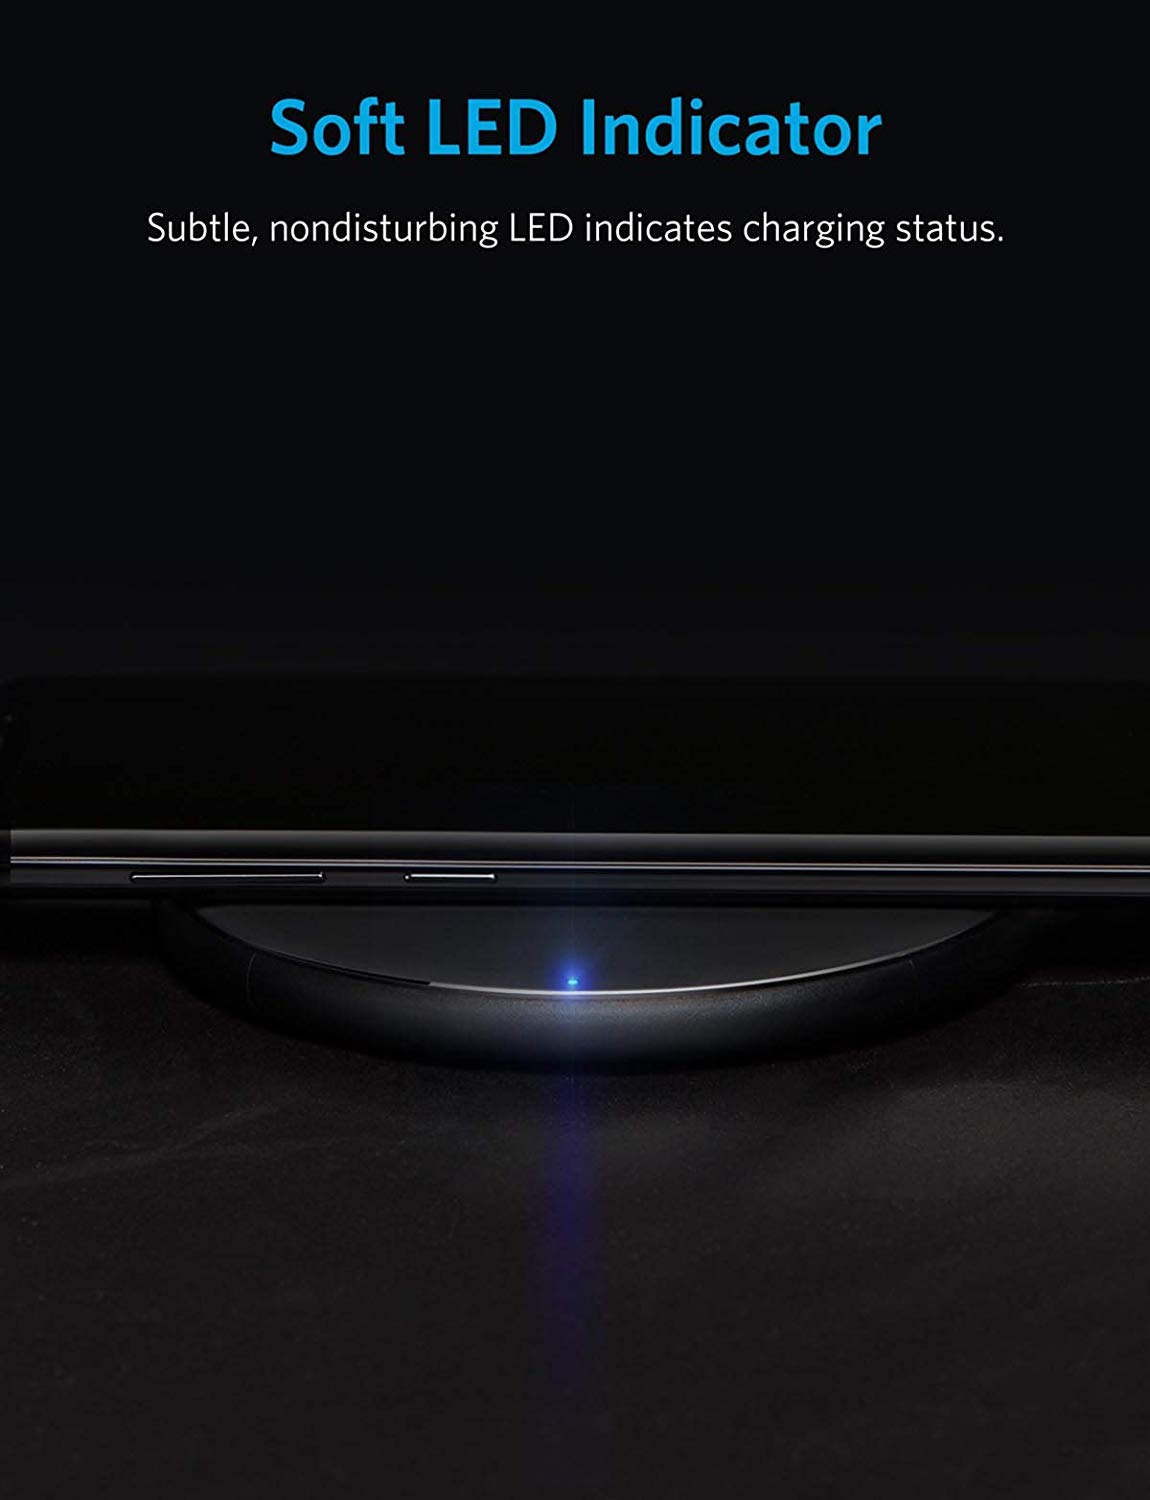 Soft LED Indicator
Subtle, nondisturbing LED indicates charging status.